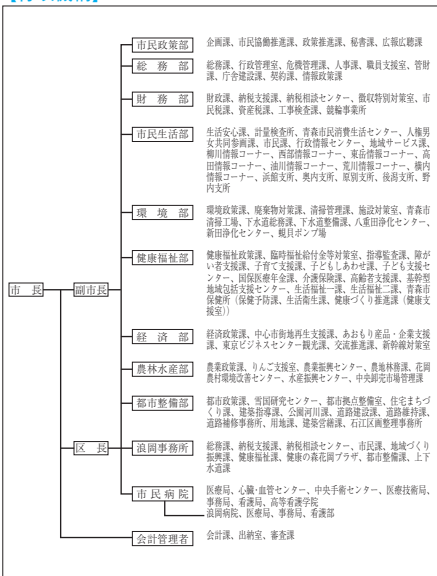 市民政策部
企画課、市民協働推進課、政策推進課、秘書課、広報広聴課
総務部
総務課、行政管理室、危機管理課、人事課、職員支援室、管財
課、庁舎建設課、契約課、情報政策課
財務部
財政課、納税支援課、納税相談センター、徴収特別対策室、市
民税課、資産税課、工事検査課、競輪事業所
市民生活部
生活安心課、計量検査所、青森市民消費生活センター、人権男
女共同参画課、市民課、行政情報センター、地域サービス課、
柳川情報コーナー、西部情報コーナー、東岳情報コーナー、高
田情報コーナー、油川情報コーナー、荒川情報コーナー、横内
情報コーナー、浜館支所、奥内支所、原別支所、後潟支所、野
内支所
環境部
環境政策課、廃棄物対策課、清掃管理課、施設対策室、青森市
清掃工場、下水道総務課、下水道整備課、八重田浄化センター、
新田浄化センター、蜆貝ポンプ場
健康福祉部
健康福祉政策課、臨時福祉給付金等対策室、指導監査課、障が
い者支援課、子育て支援課、子どもしあわせ課、子ども支援セ
ンター、国保医療年金課、介護保険課、高齢者支援課、基幹型
地域包括支援センター、生活福祉一課、生活福祉二課、青森市
保健所（保健予防課、生活衛生課、健康づくり推進課（健康支
援室））
市長
副市長
経済部
経済政策課、中心市街地再生支援課、あおもり産品・企業支援
課、東京ビジネスセンター観光課、交流推進課、新幹線対策室
農林水産部
農業政策課、りんご支援室、農業振興センター、農地林務課、花岡
農村環境改善センター、水産振興センター、中央卸売市場管理課
都市整備部
都市政策課、雪国研究センター、都市拠点整備室、住宅まちづ
くり課、建築指導課、公園河川課、道路建設課、道路維持課、
道路補修事務所、用地課、建築営繕課、石江区画整理事務所
区長
浪岡事務所
総務課、納税支援課、納税相談センター、市民課、地域づくり
振興課、健康福祉課、健康の森花岡プラザ、都市整備課、上下
水道課
市民病院
医療局、心臓・血管センター、中央手術センター、医療技術局、
事務局、看護局、高等看護学院
浪岡病院、医療局、事務局、看護部
会計管理者
会計課、出納室、審査課